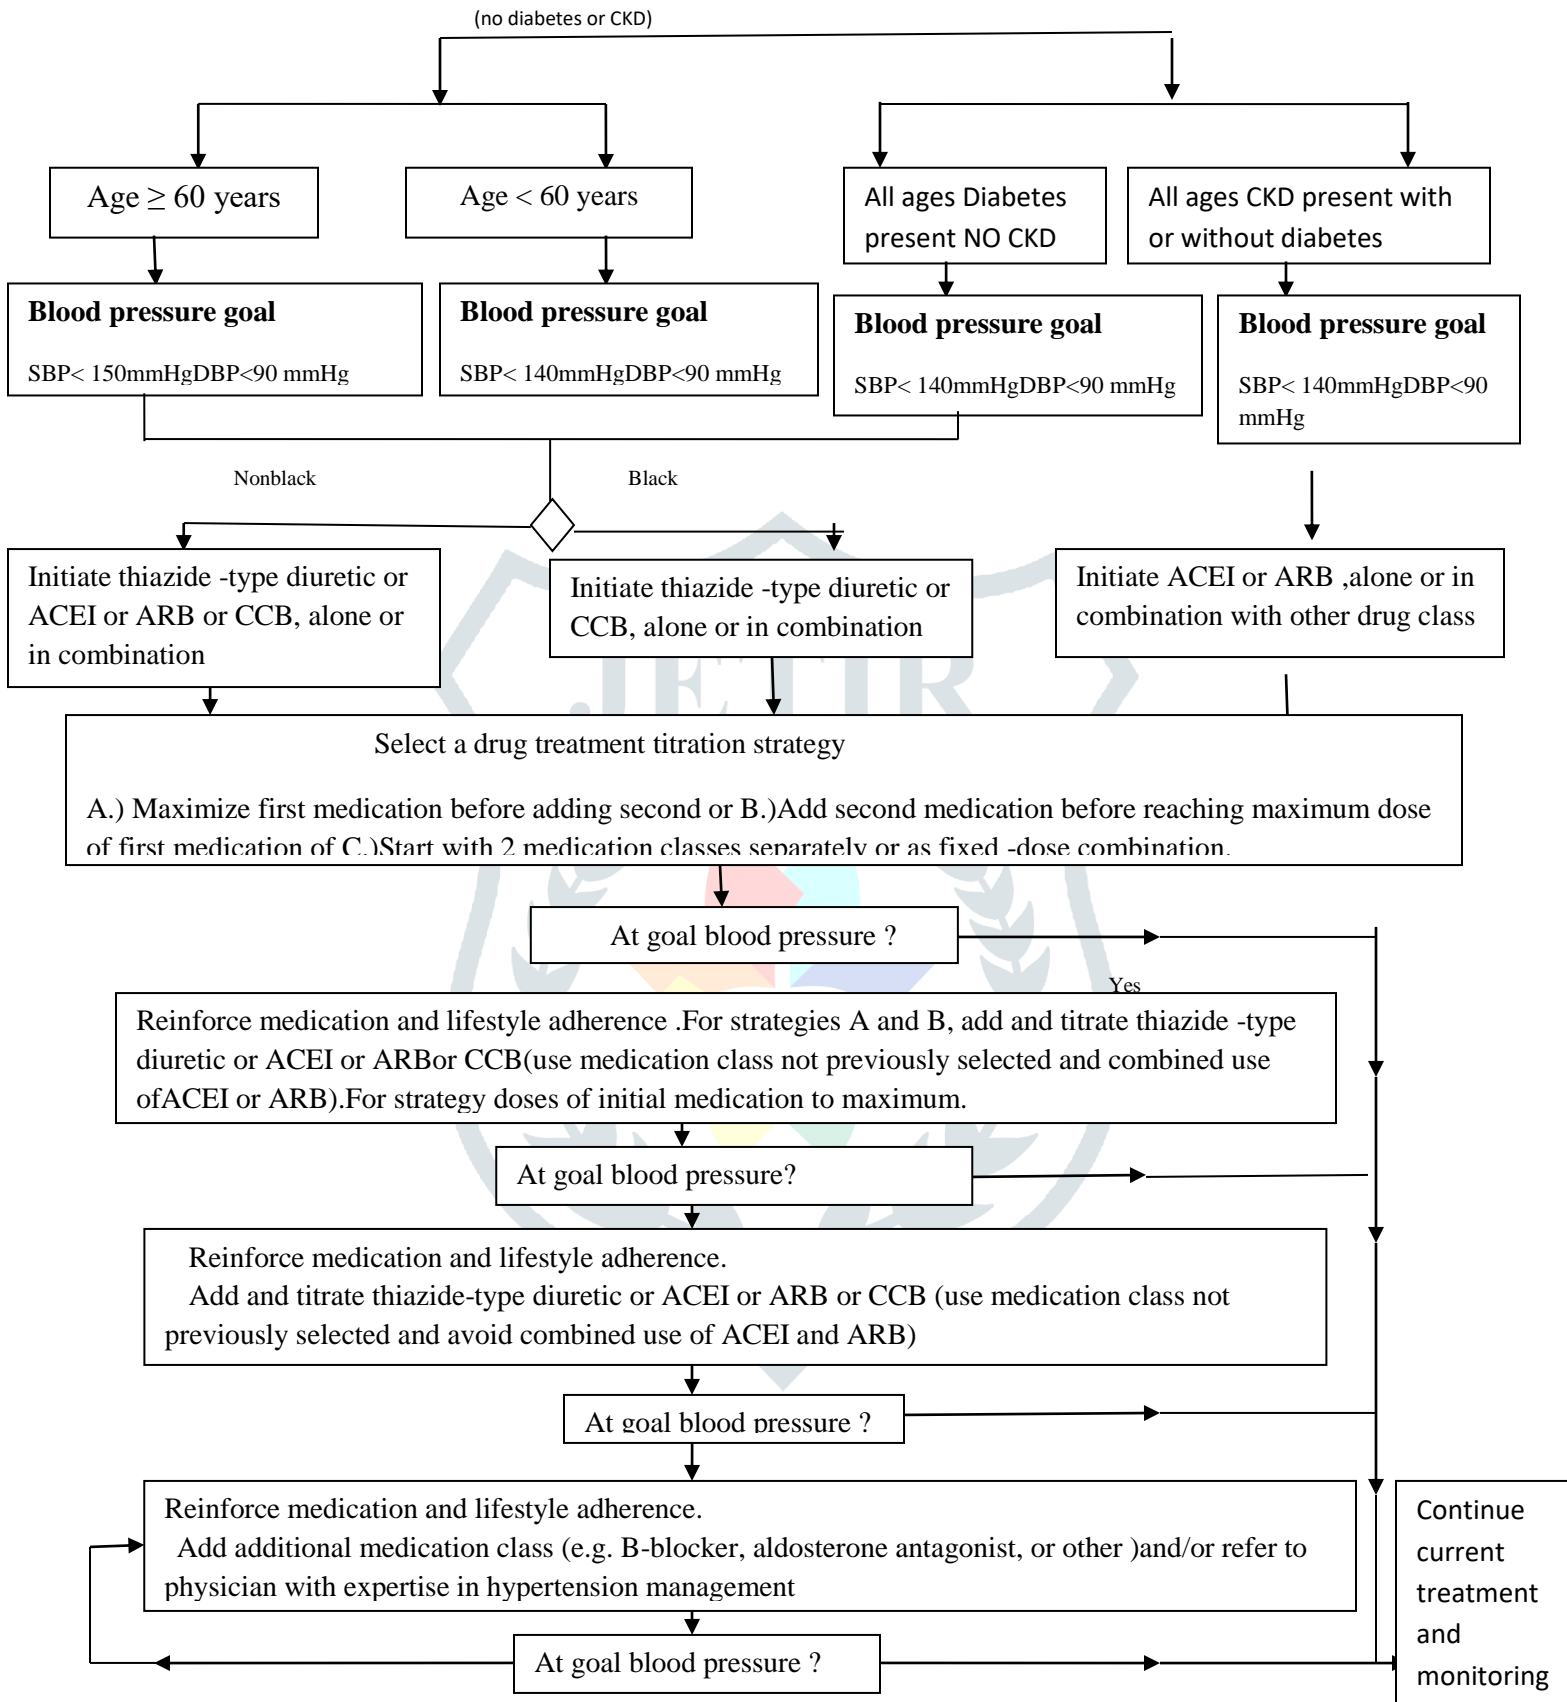 (no diabetes or CKD)
Age ≥ 60 years
Age < 60 years
All ages Diabetes
present NO CKD
All ages CKD present with
or without diabetes
Blood pressure goal
SBP< 150mmHgDBP<90 mmHg
Blood pressure goal
SBP< 140mmHgDBP<90 mmHg
Blood pressure goal
SBP< 140mmHgDBP<90 mmHg
Blood pressure goal
SBP< 140mmHgDBP<90
mmHg
Nonblack
Black
Initiate thiazide -type diuretic or
ACEI or ARB or CCB, alone or
in combination
Initiate thiazide -type diuretic or
CCB, alone or in combination
Initiate ACEI or ARB ,alone or in
combination with other drug class
JETIR
Select a drug treatment titration strategy
A.) Maximize first medication before adding second or B.)Add second medication before reaching maximum dose
of first medication of C.)Start with 2 medication classes separately or as fixed -dose combination.
At goal blood pressure ?
Yes
Reinforce medication and lifestyle adherence .For strategies A and B, add and titrate thiazide -type
diuretic or ACEI or ARBor CCB(use medication class not previously selected and combined use
ofACEI or ARB).For strategy doses of initial medication to maximum.
At goal blood pressure?
Reinforce medication and lifestyle adherence.
Add and titrate thiazide-type diuretic or ACEI or ARB or CCB (use medication class not
previously selected and avoid combined use of ACEI and ARB)
At goal blood pressure ?
Reinforce medication and lifestyle adherence.
Add additional medication class (e.g. B-blocker, aldosterone antagonist, or other )and/or refer to
physician with expertise in hypertension management
At goal blood pressure ?
Continue
current
treatment
and
monitoring